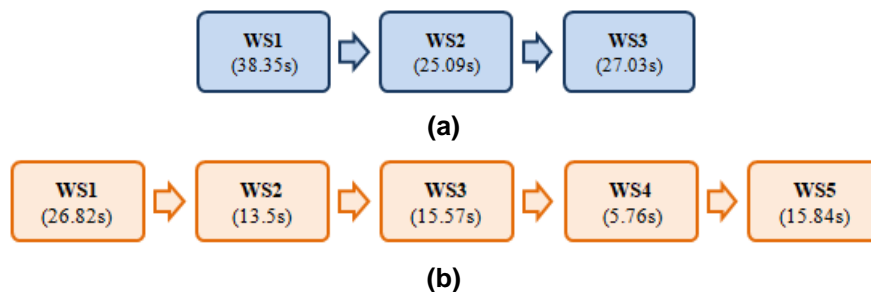 WS1
(38.35s)
WS2
(25.09s)
WS3
(27.03s)
(a)
WS1
(26.82s)
WS2
(13.5s)
WS3
(15.57s)
WS4
(5.76s)
WS5
(15.84s)
(b)